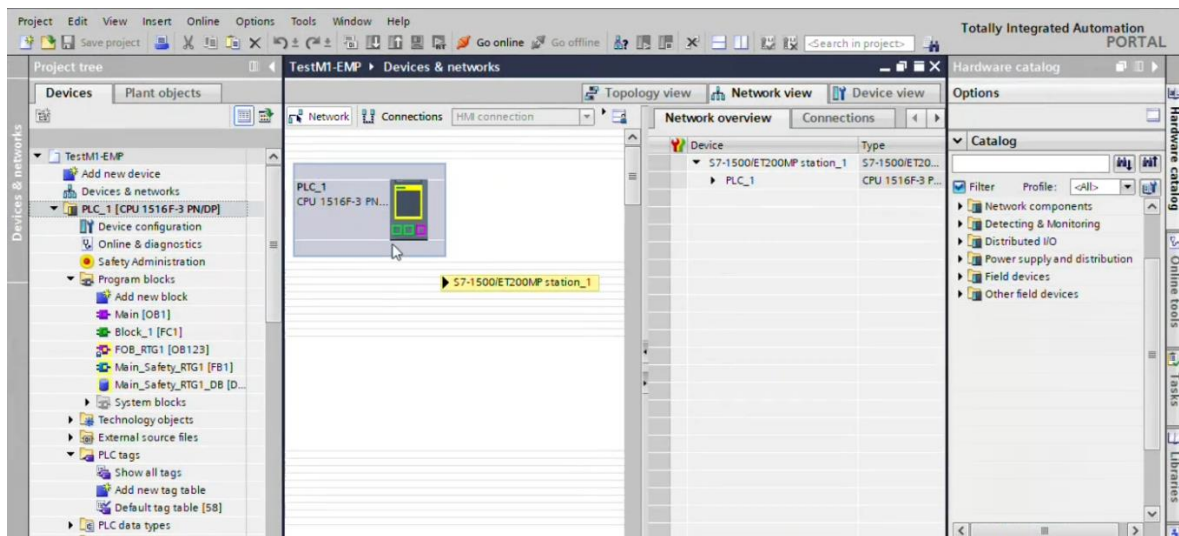 Project Edit View Insert Online Options Tools Window Help
Totally Integrated Automation
PORTAL
Save project
Go online
Go offline
<Search in project>
Project tree
TestM1-EMP
Devices & networks
Hardware catalog
Devices
Plant objects
Topology view
Network view
Device view
Options
Network
Connections
HMI connection
Network overview
Connections
Catalog
Device
Type
S7-1500/ET200MP station_1
S7-1500/ET20...
PLC_1
CPU 1516F-3 P...
Filter
Profile:
<All>
Network components
Detecting & Monitoring
Distributed I/O
Power supply and distribution
Field devices
Other field devices
PLC_1
CPU 1516F-3 PN...
S7-1500/ET200MP station_1
TestM1-EMP
Add new device
Devices & networks
PLC_1 [CPU 1516F-3 PN/DP]
Device configuration
Online & diagnostics
Safety Administration
Program blocks
Add new block
Main [OB1]
Block_1 [FC1]
FOB_RTG1 [OB123]
Main_Safety_RTG1 [FB1]
Main_Safety_RTG1_DB [D...
System blocks
Technology objects
External source files
PLC tags
Show all tags
Add new tag table
Default tag table [58]
PLC data types
Devices & networks
Hardware catalog
Online tools
Tasks
Libraries